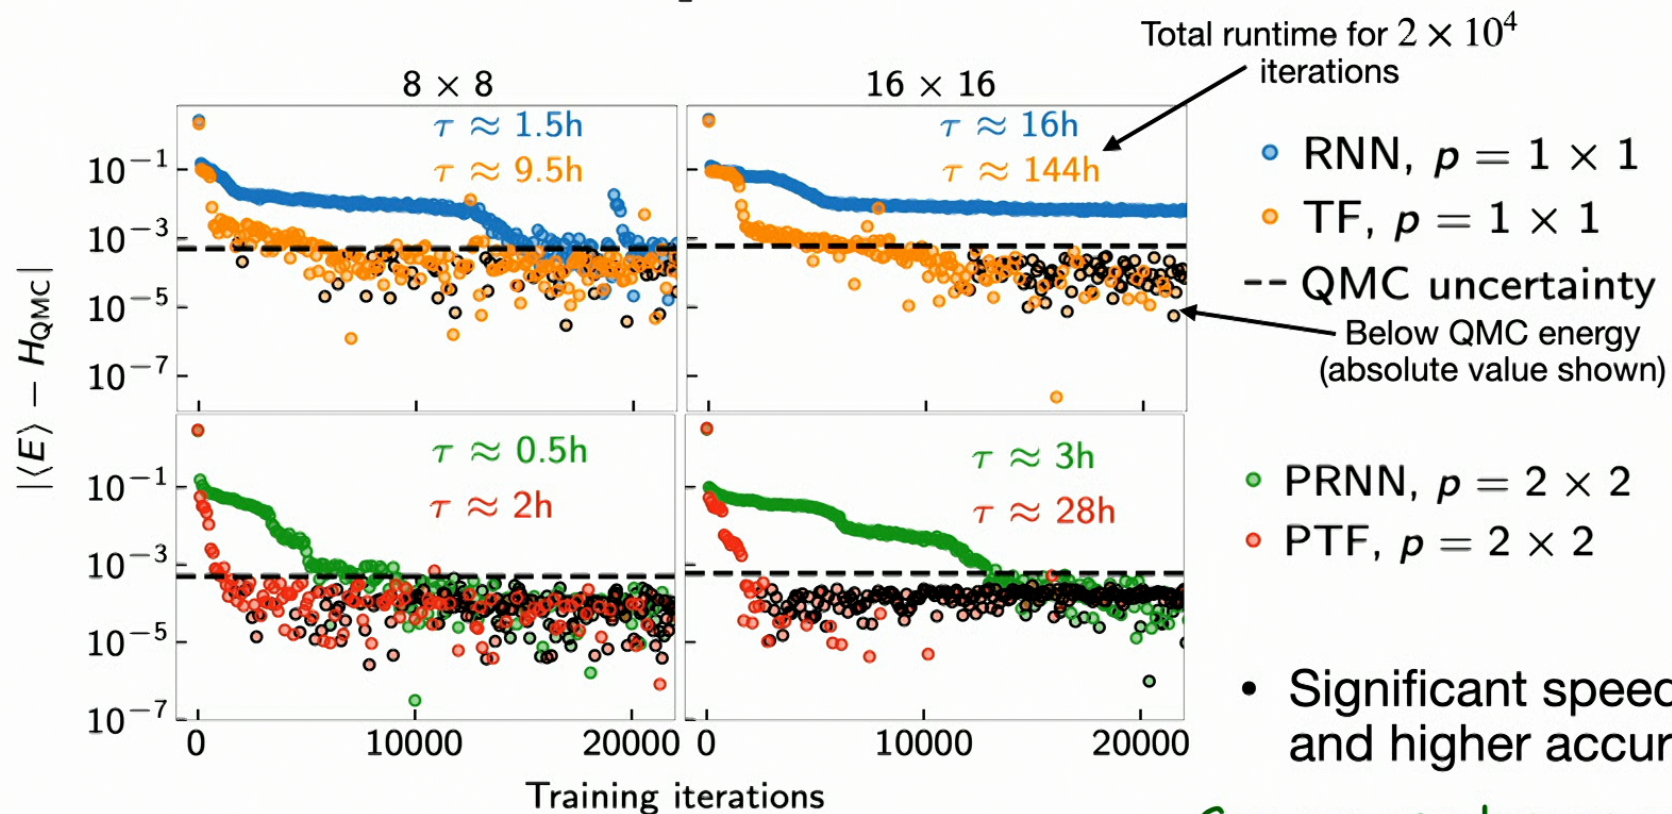 Total runtime for 2 × 10⁴
iterations
8 × 8
16 × 16
τ ≈ 1.5h
τ ≈ 9.5h
τ ≈ 16h
τ ≈ 144h
10⁻¹
10⁻³
10⁻⁵
10⁻⁷
RNN, p = 1 × 1
TF, p = 1 × 1
QMC uncertainty
Below QMC energy
(absolute value shown)
|⟨E⟩ − H_QMC|
τ ≈ 0.5h
τ ≈ 2h
τ ≈ 3h
τ ≈ 28h
10⁻¹
10⁻³
10⁻⁵
10⁻⁷
PRNN, p = 2 × 2
PTF, p = 2 × 2
0 10000 20000 0 10000 20000
Training iterations
• Significant speed
and higher accur